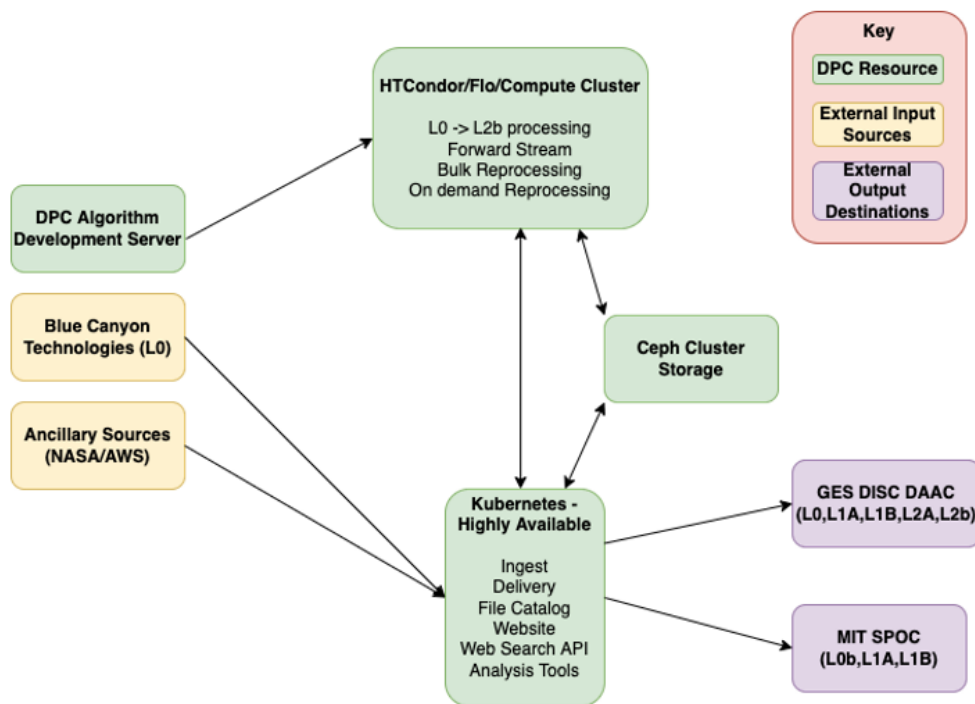 Key
DPC Resource
External Input
Sources
External
Output
Destinations
HTCondor/Flo/Compute Cluster
L0 -> L2b processing
Forward Stream
Bulk Reprocessing
On demand Reprocessing
DPC Algorithm
Development Server
Blue Canyon
Technologies (L0)
Ancillary Sources
(NASA/AWS)
Ceph Cluster
Storage
Kubernetes -
Highly Available
Ingest
Delivery
File Catalog
Website
Web Search API
Analysis Tools
GES DISC DAAC
(L0,L1A,L1B,L2A,L2b)
MIT SPOC
(L0b,L1A,L1B)